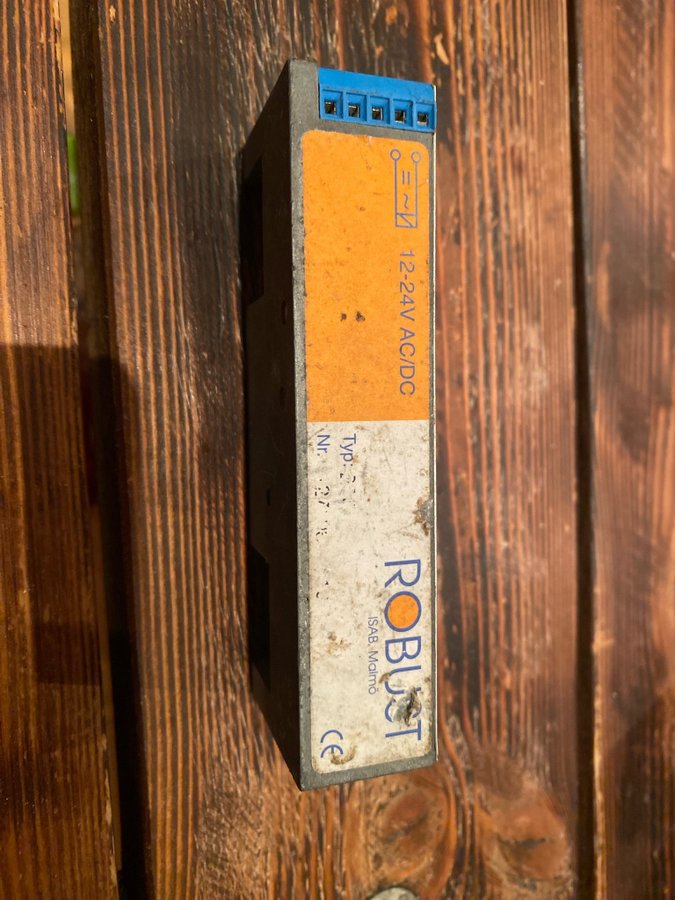 = ~
12-24V AC/DC
Typ:
Nr.
ROBUST
ISAB, Malmö
CE